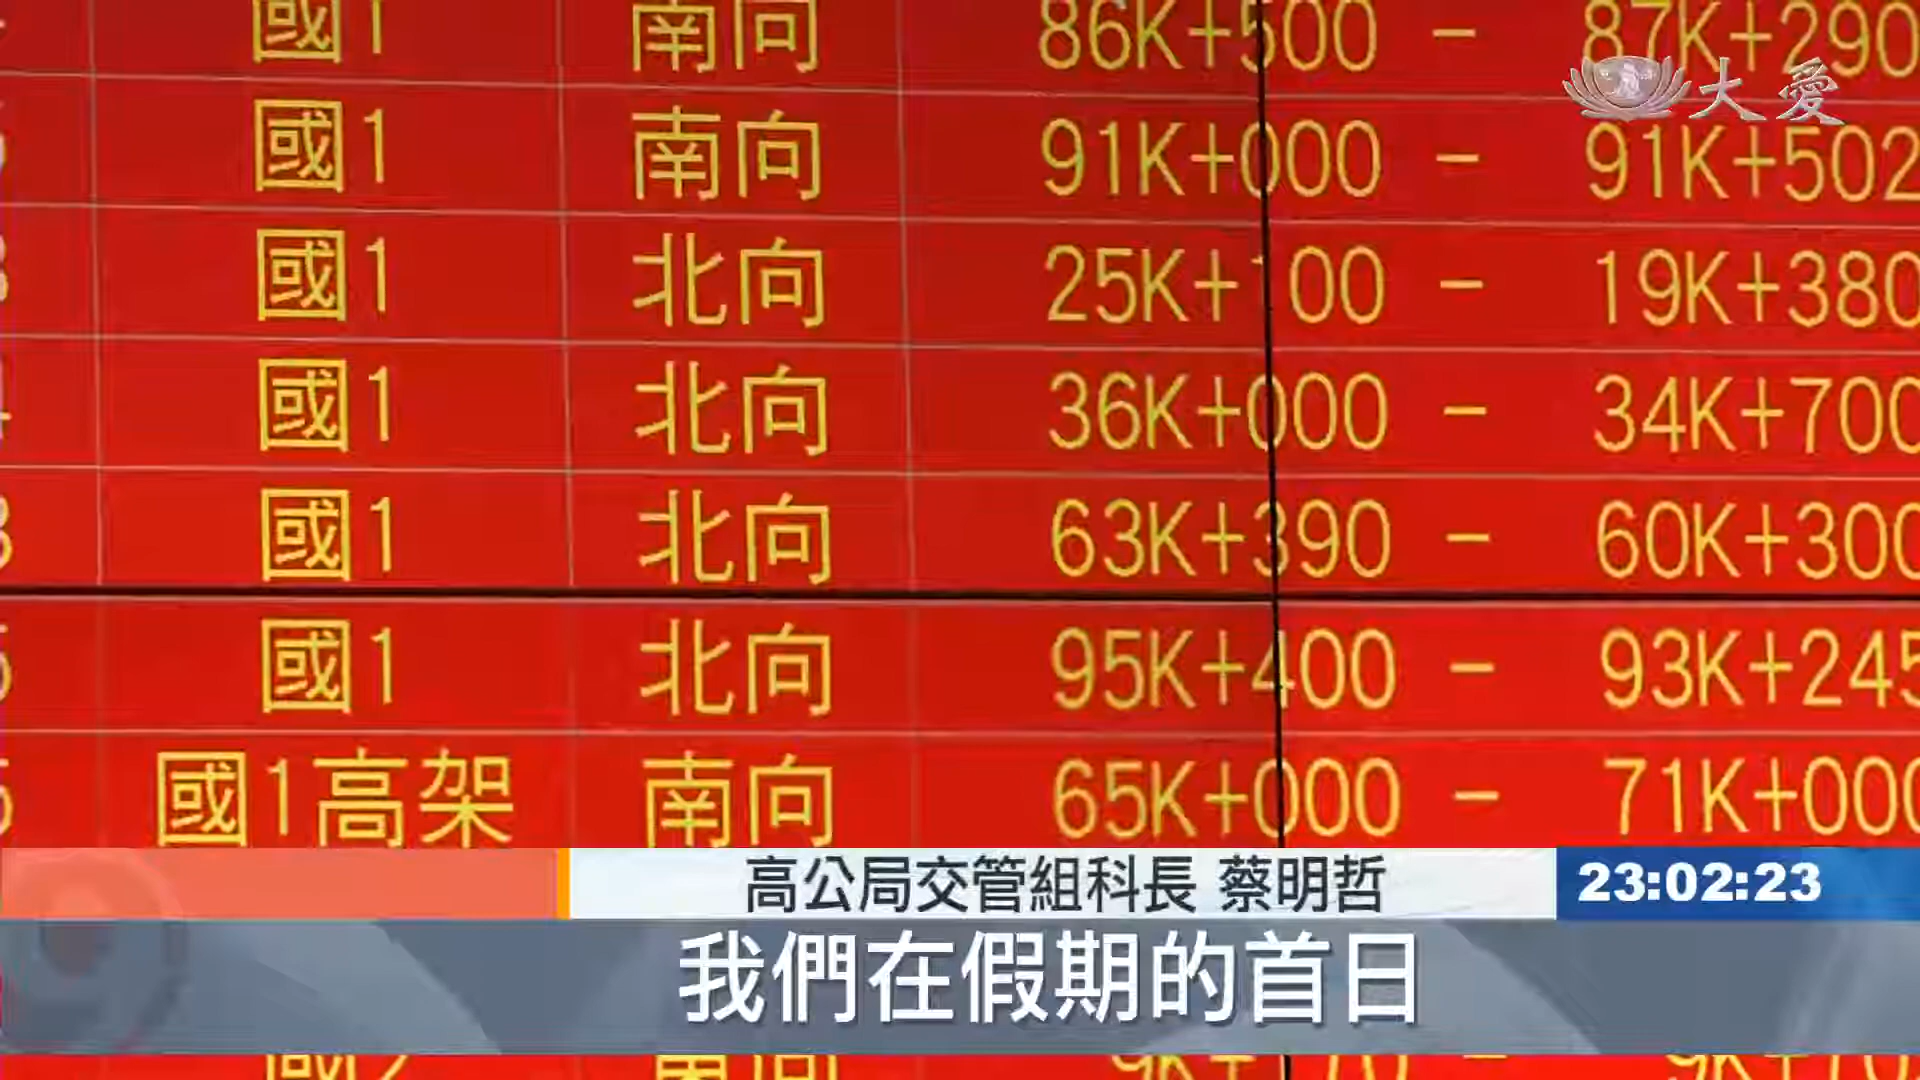 國1 南向 86K+500 - 87K+290
大愛
國1 南向 91K+000 - 91K+502
國1 北向 25K+ 00 - 19K+380
國1 北向 36K+000 - 34K+700
國1 北向 63K+390 - 60K+300
國1 北向 95K+400 - 93K+245
國1高架 南向 65K+000 - 71K+000
高公局交管組科長 蔡明哲 23:02:23
我們在假期的首日